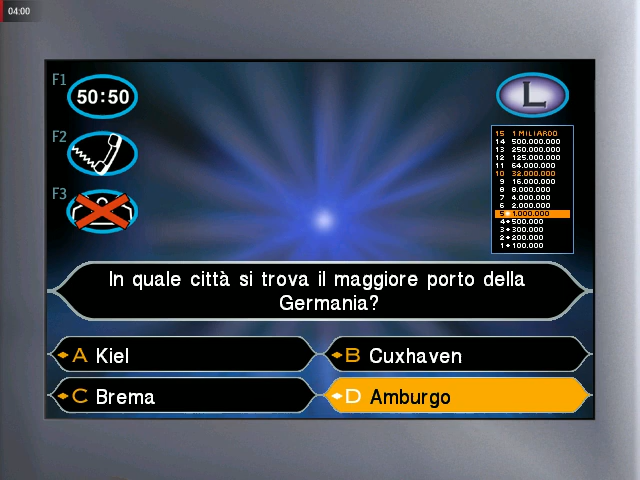 04:00
F1
50:50
F2
F3
L
15 1 MILIARDO
14 500.000.000
13 250.000.000
12 125.000.000
11 64.000.000
10 32.000.000
9 16.000.000
8 8.000.000
7 4.000.000
6 2.000.000
5 1.000.000
4 500.000
3 300.000
2 200.000
1 100.000
In quale città si trova il maggiore porto della
Germania?
A Kiel
B Cuxhaven
C Brema
D Amburgo